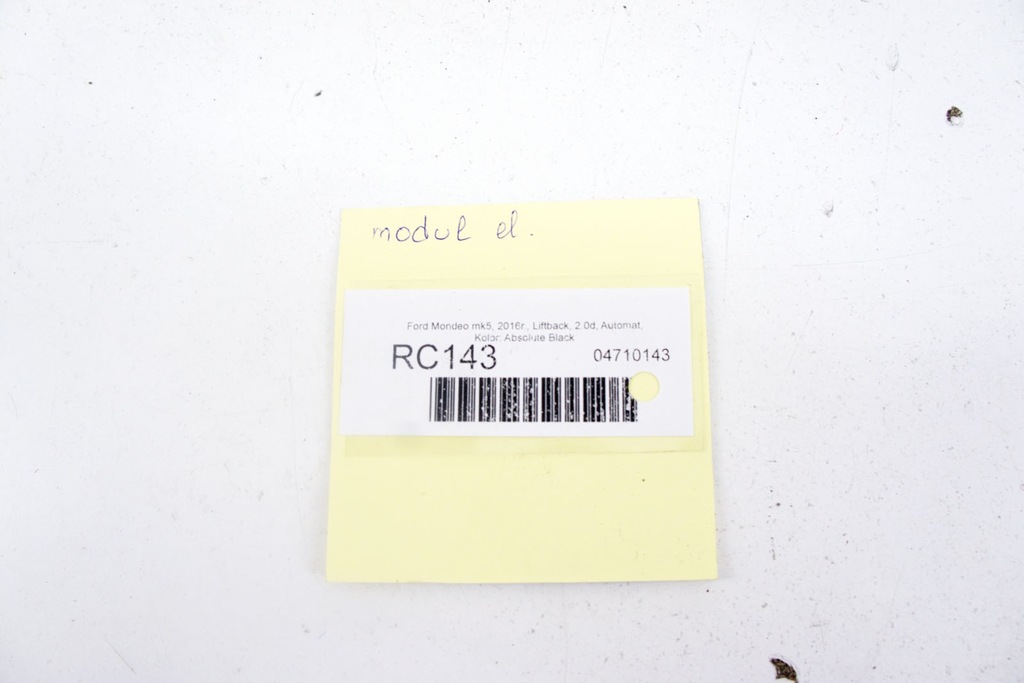 modul el.
Ford Mondeo mk5, 2016r., Liftback, 2.0d, Automat,
Kolor: Absolute Black
RC143 04710143